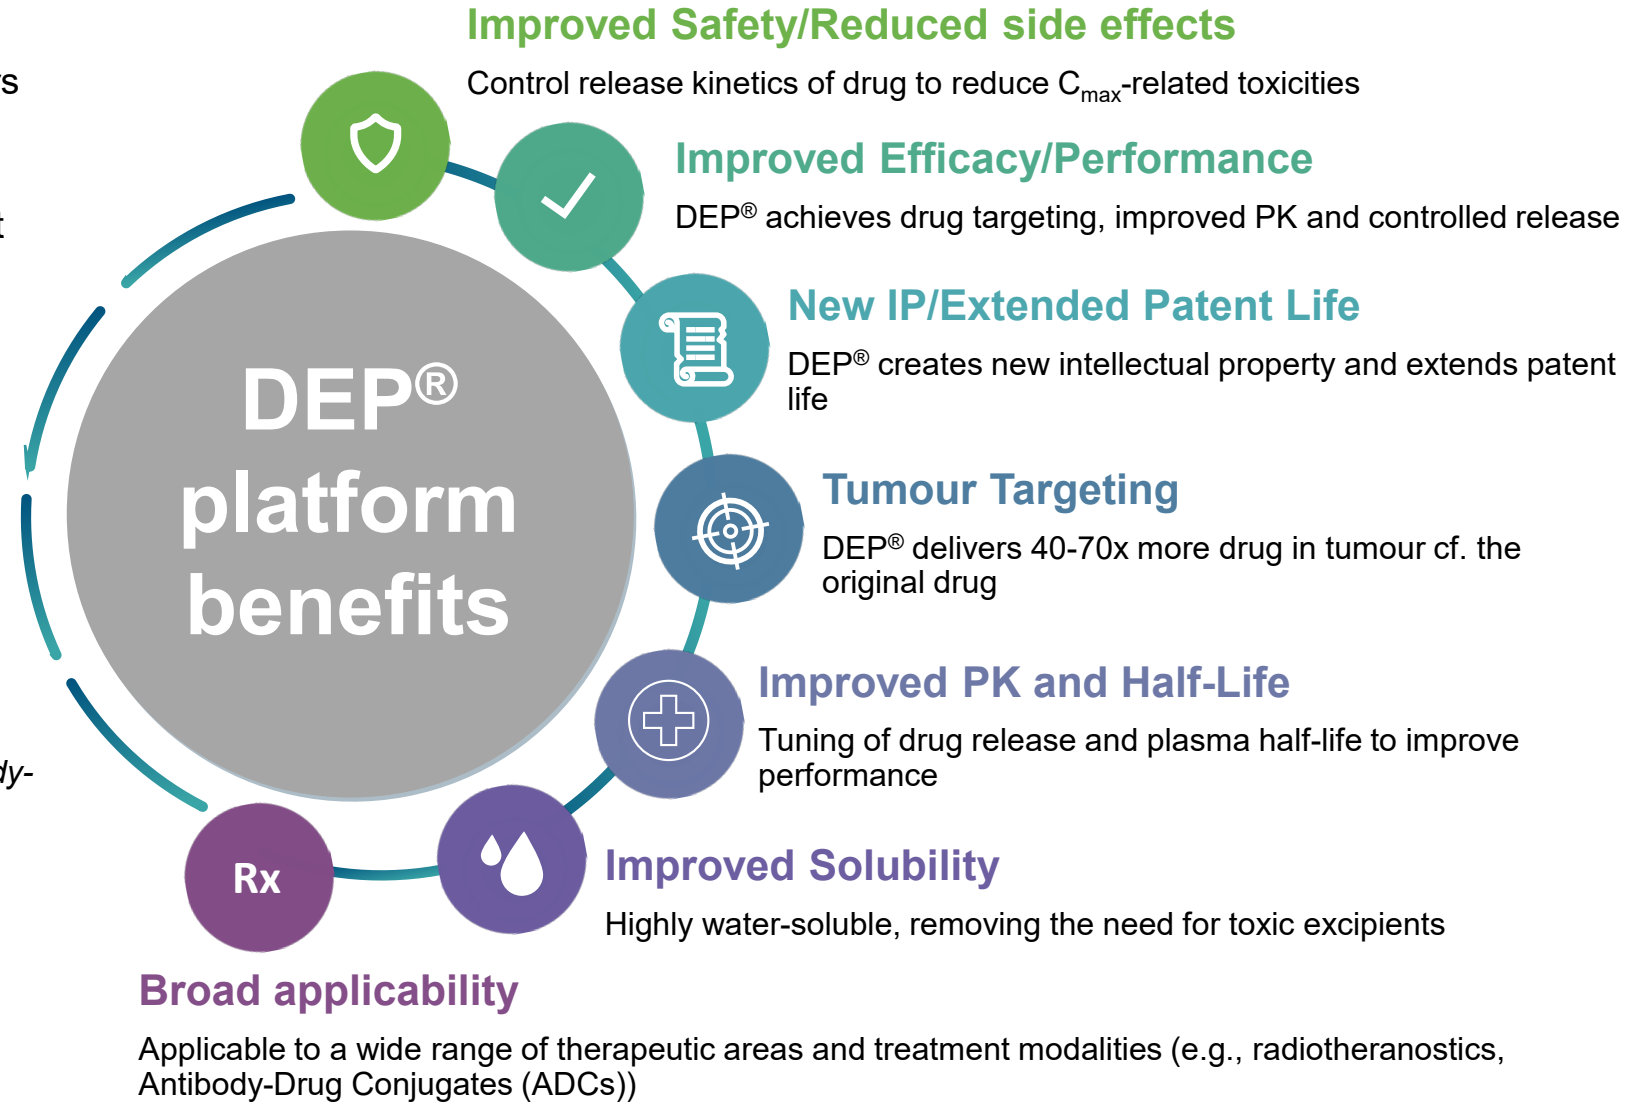 Improved Safety/Reduced side effects
Control release kinetics of drug to reduce Cmax-related toxicities
Improved Efficacy/Performance
DEP® achieves drug targeting, improved PK and controlled release
New IP/Extended Patent Life
DEP® creates new intellectual property and extends patent
life
DEP®
platform
benefits
Tumour Targeting
DEP® delivers 40-70x more drug in tumour cf. the
original drug
Improved PK and Half-Life
Tuning of drug release and plasma half-life to improve
performance
Improved Solubility
Highly water-soluble, removing the need for toxic excipients
Rx
Broad applicability
Applicable to a wide range of therapeutic areas and treatment modalities (e.g., radiotheranostics,
Antibody-Drug Conjugates (ADCs))